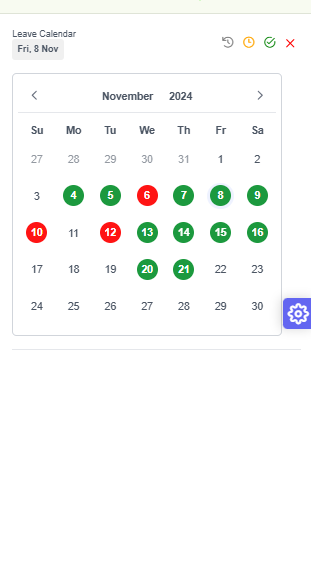 Leave Calendar
Fri, 8 Nov
November 2024
Su Mo Tu We Th Fr Sa
27 28 29 30 31 1 2
3 4 5 6 7 8 9
10 11 12 13 14 15 16
17 18 19 20 21 22 23
24 25 26 27 28 29 30